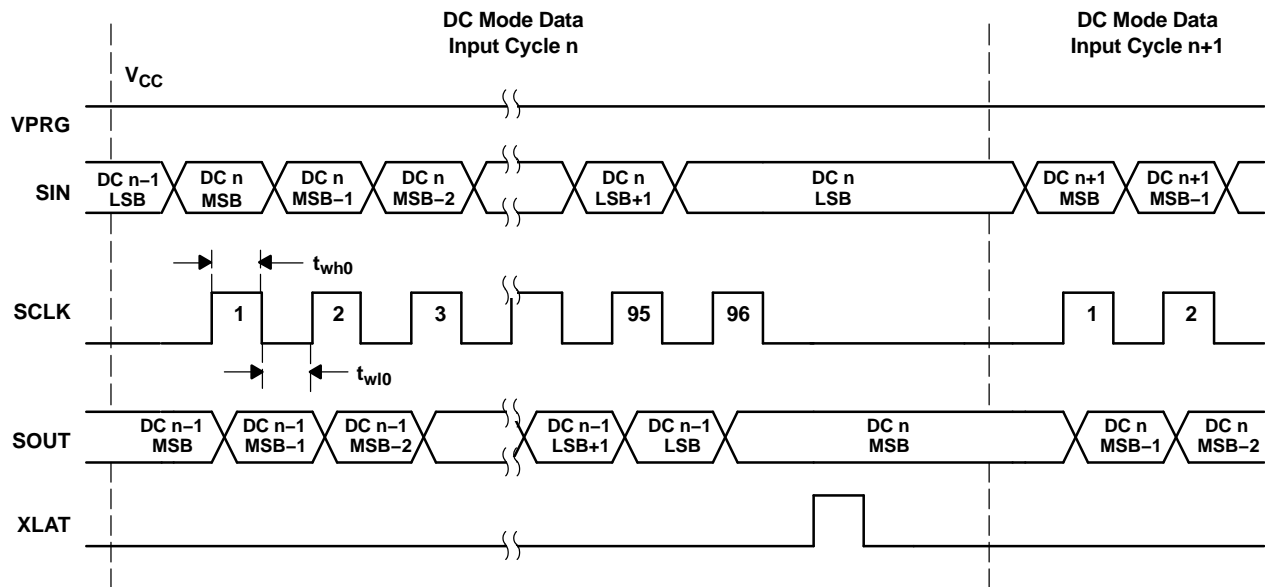 DC Mode Data
Input Cycle n
DC Mode Data
Input Cycle n+1
VCC
VPRG
SIN
DC n−1
LSB
DC n
MSB
DC n
MSB-1
DC n
MSB-2
DC n
LSB+1
DC n
LSB
DC n+1
MSB
DC n+1
MSB-1
twh0
SCLK
1
2
3
95
96
1
2
twl0
SOUT
DC n−1
MSB
DC n-1
MSB-1
DC n-1
MSB-2
DC n-1
LSB+1
DC n-1
LSB
DC n
MSB
DC n
MSB-1
DC n
MSB-2
XLAT